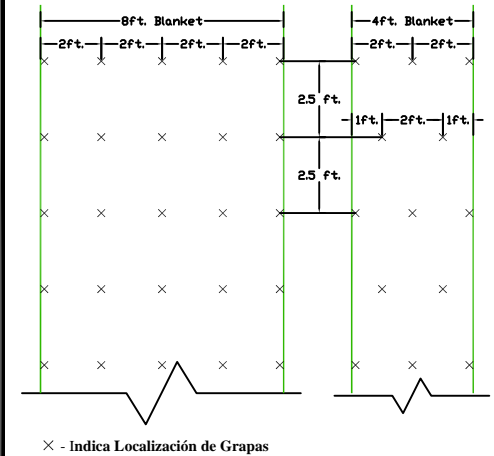 8ft. Blanket
4ft. Blanket
2ft. 2ft. 2ft. 2ft.
2ft. 2ft.
2.5 ft.
1ft. 2ft. 1ft.
2.5 ft.
× - Indica Localización de Grapas